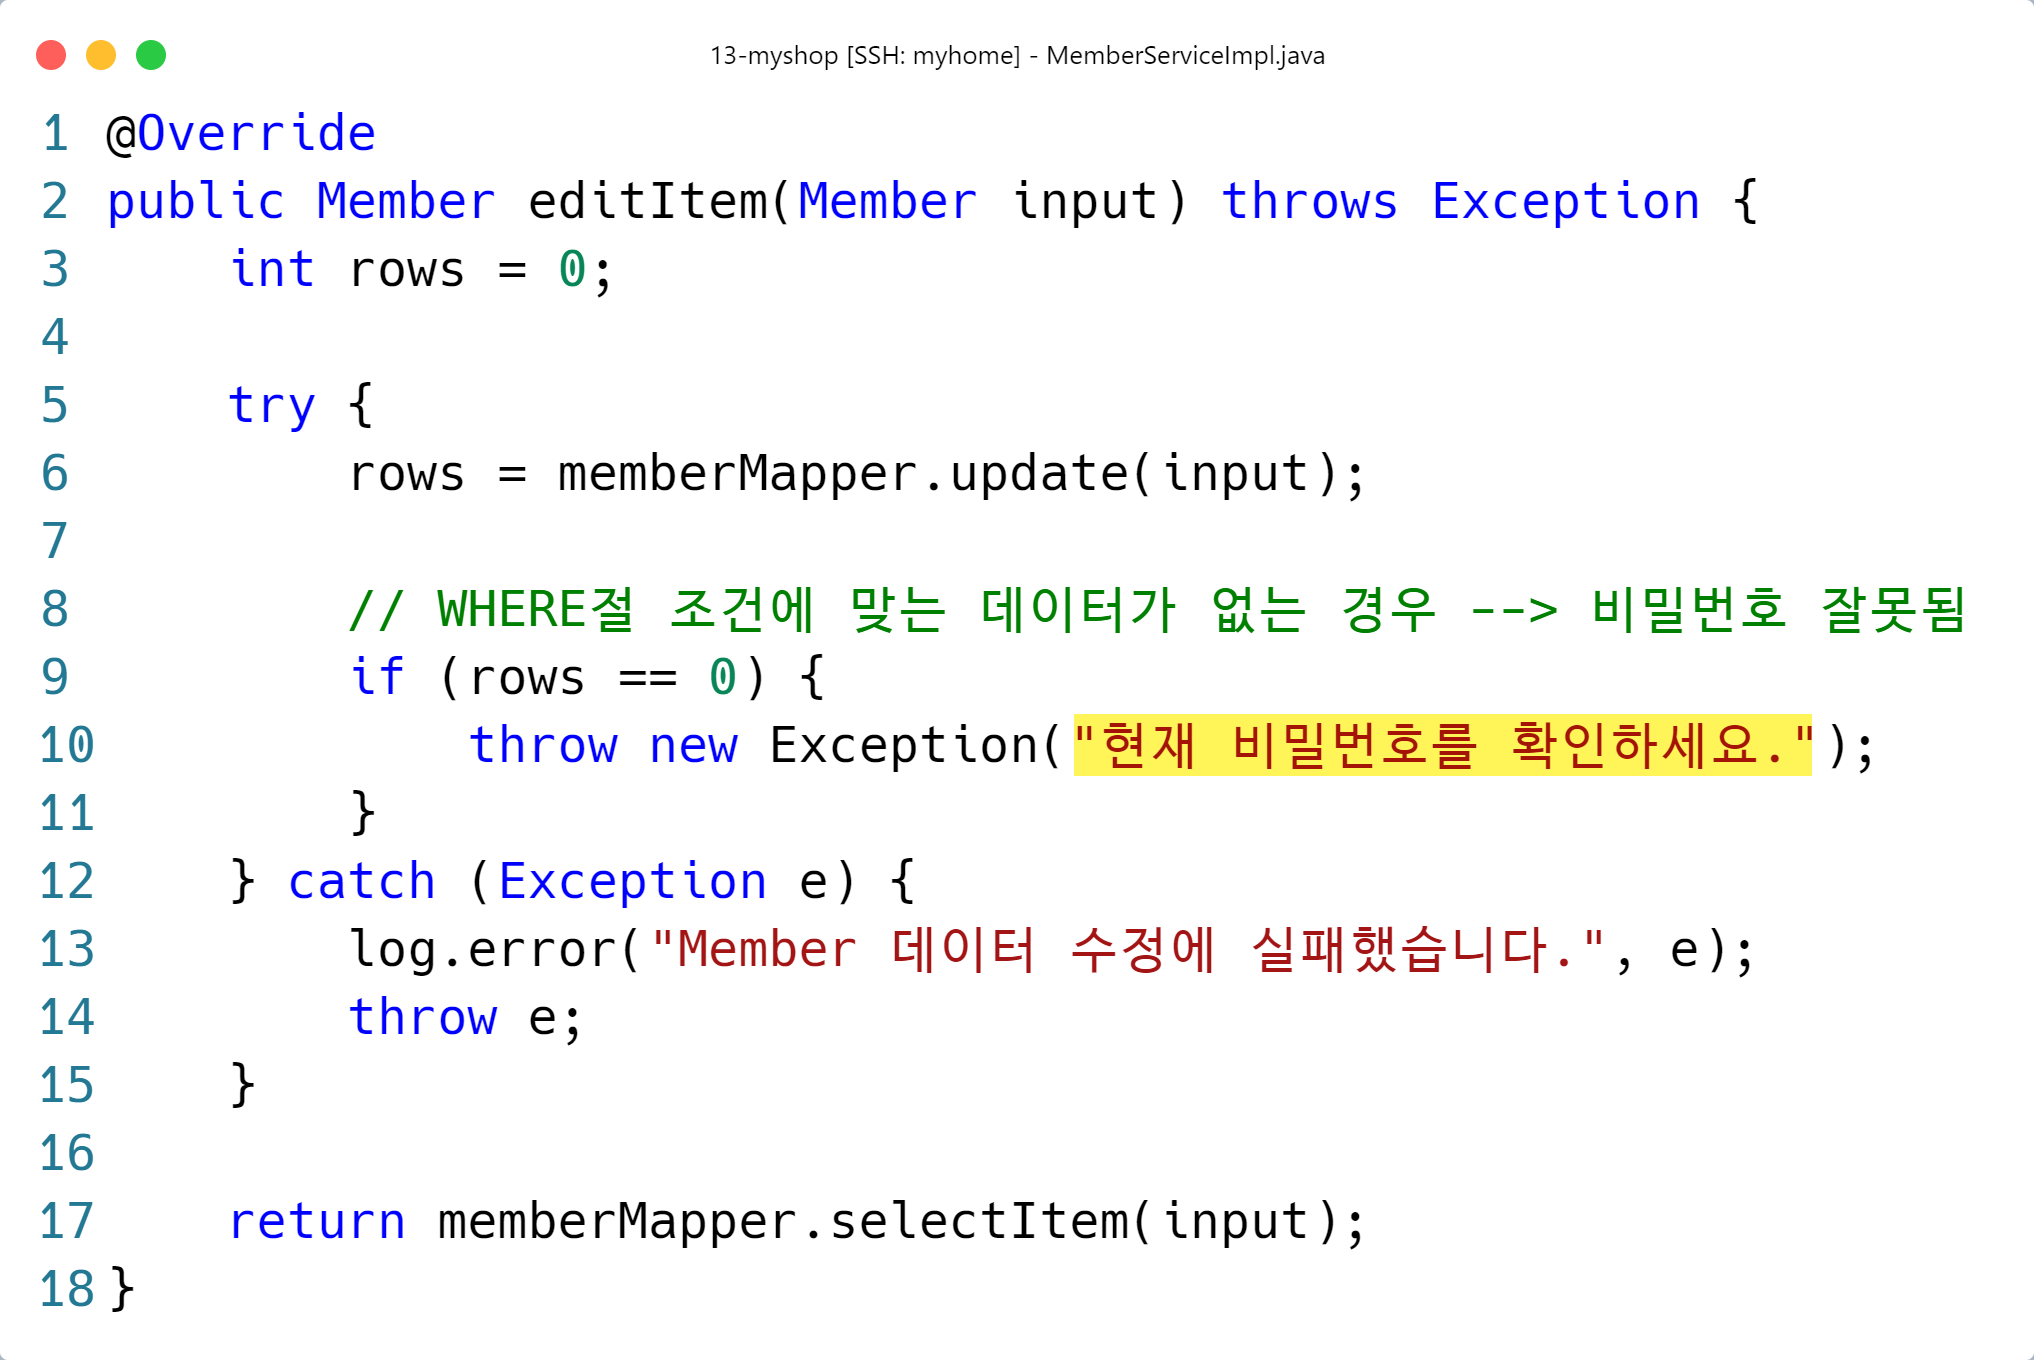 13-myshop [SSH: myhome] - MemberServiceImpl.java
1 @Override
2 public Member editItem(Member input) throws Exception {
3     int rows = 0;
4
5     try {
6         rows = memberMapper.update(input);
7
8         // WHERE절 조건에 맞는 데이터가 없는 경우 --> 비밀번호 잘못됨
9         if (rows == 0) {
10             throw new Exception("현재 비밀번호를 확인하세요.");
11         }
12     } catch (Exception e) {
13         log.error("Member 데이터 수정에 실패했습니다.", e);
14         throw e;
15     }
16
17     return memberMapper.selectItem(input);
18 }